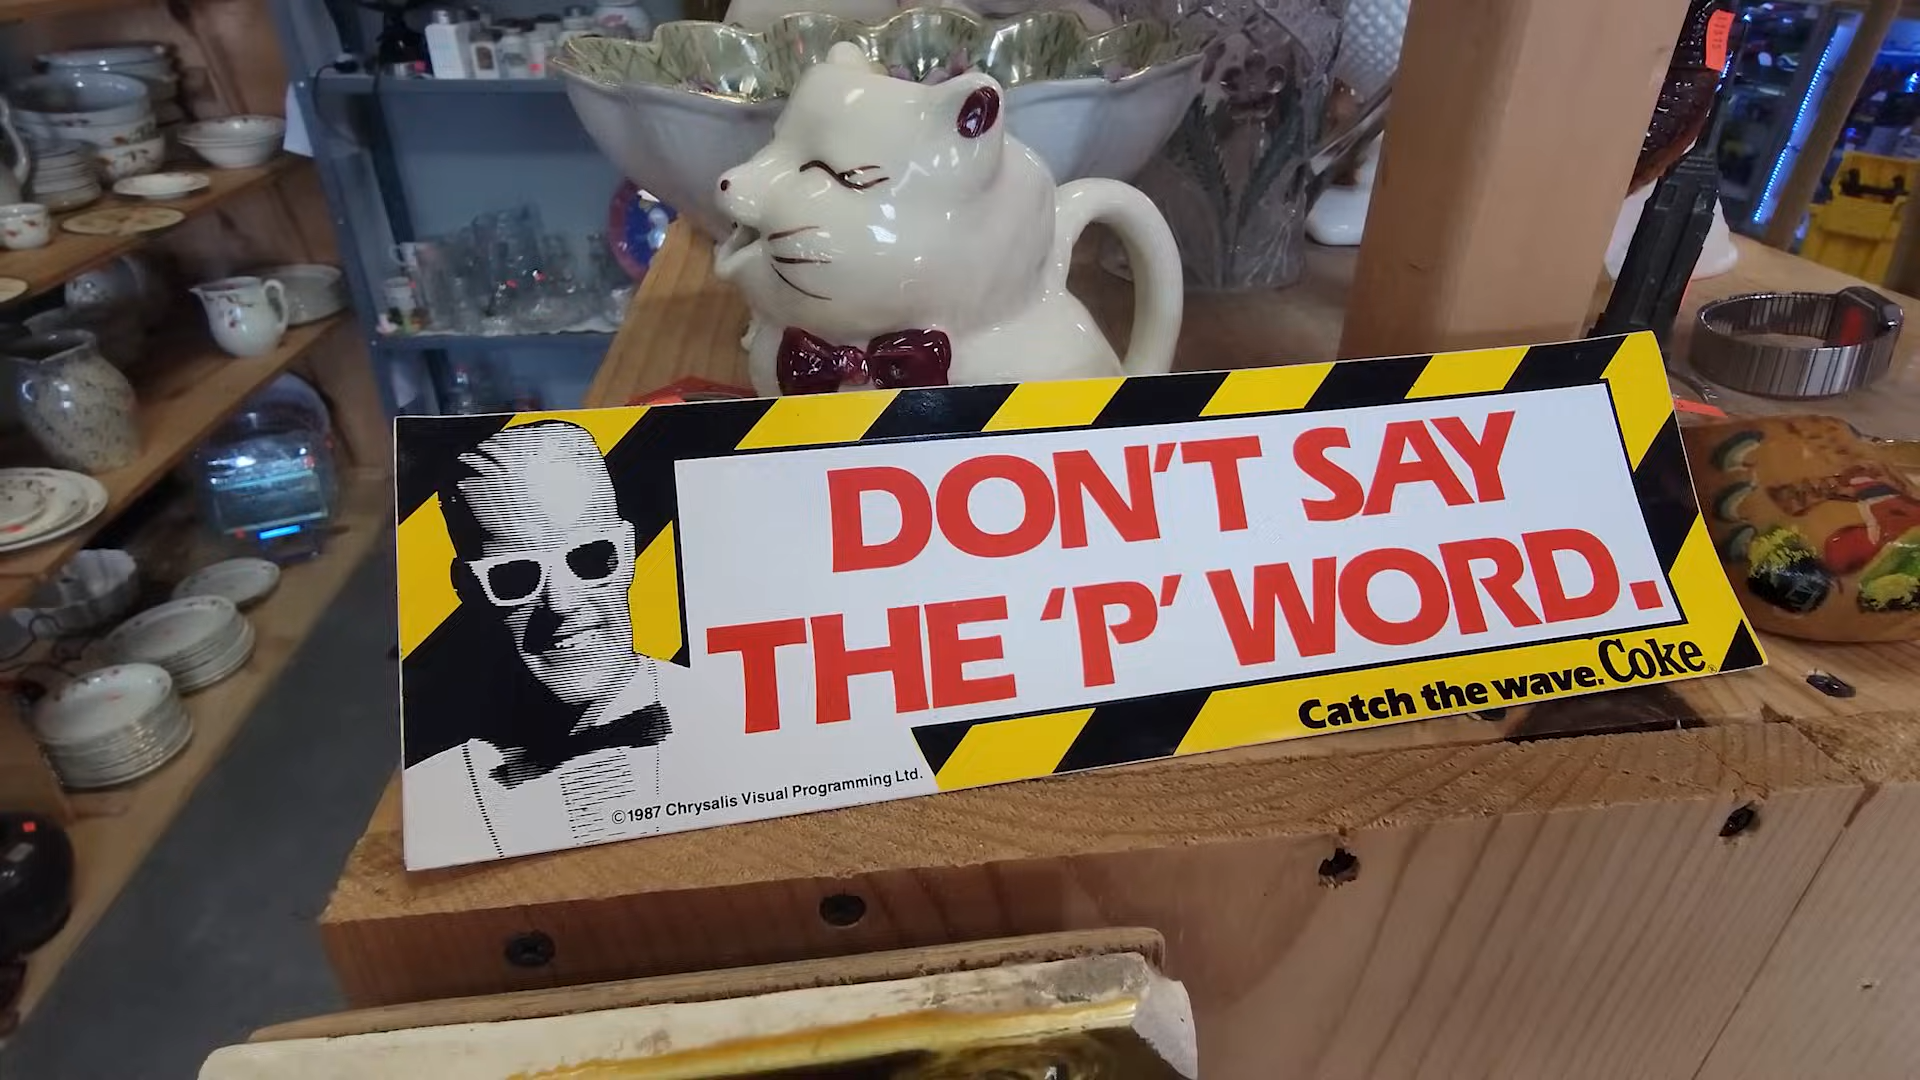 DON'T SAY
THE 'P' WORD.
Catch the wave. Coke®
©1987 Chrysalis Visual Programming Ltd.